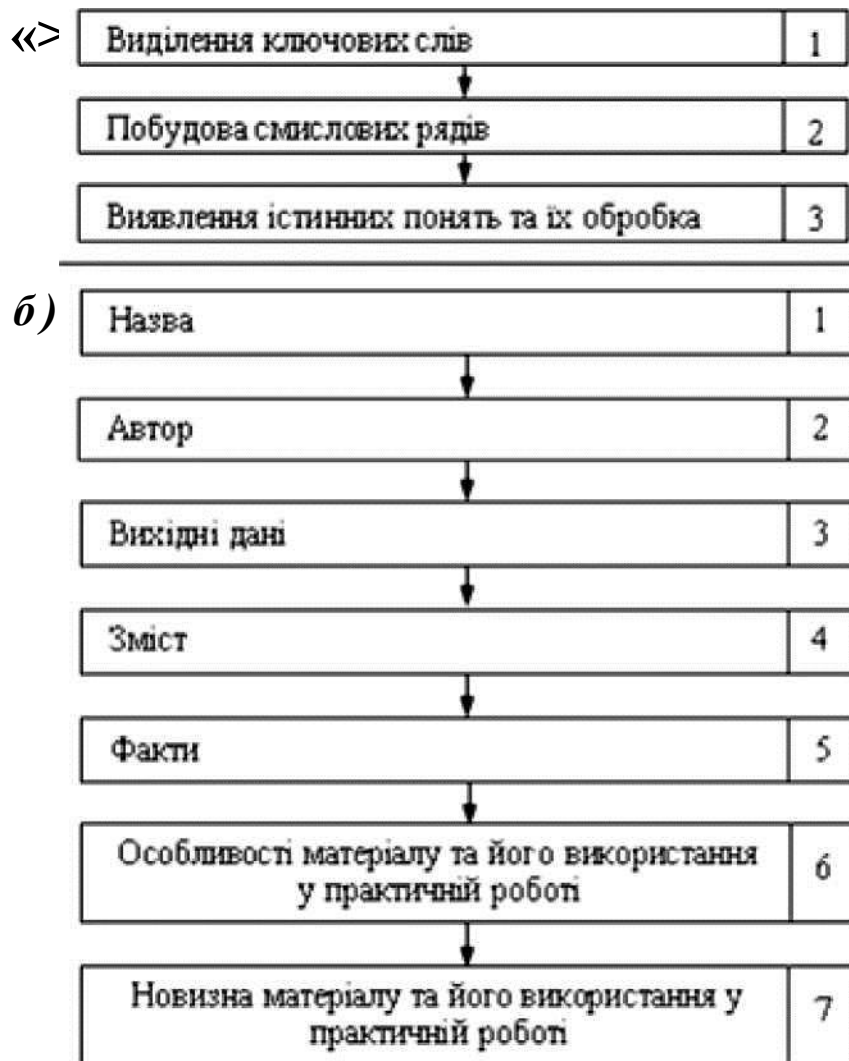 «>
Виділення ключових слів 1
Побудова смислових рядів 2
Виявлення істинних понять та їх обробка 3
б)
Назва 1
Автор 2
Вихідні дані 3
Зміст 4
Факти 5
Особливості матеріалу та його використання
у практичній роботі 6
Новизна матеріалу та його використання у
практичній роботі 7